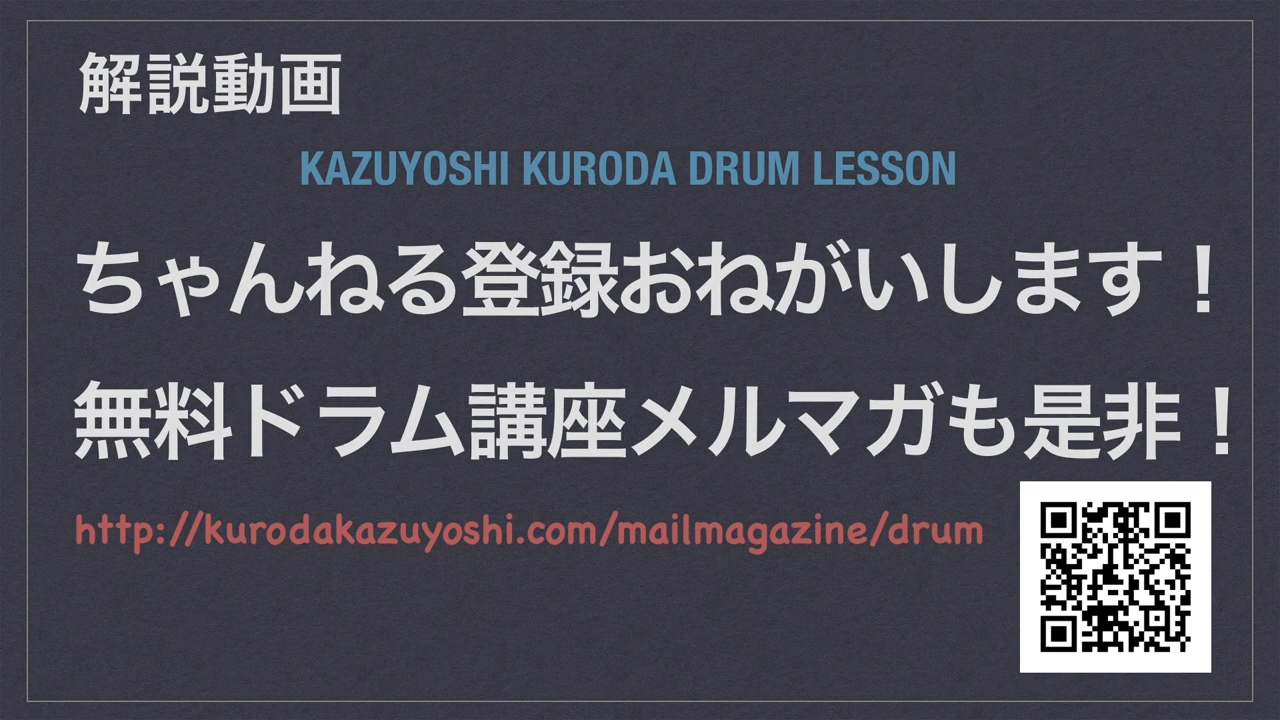 解説動画
KAZUYOSHI KURODA DRUM LESSON
ちゃんねる登録おねがいします！
無料ドラム講座メルマガも是非！
http://kurodakazuyoshi.com/mailmagazine/drum